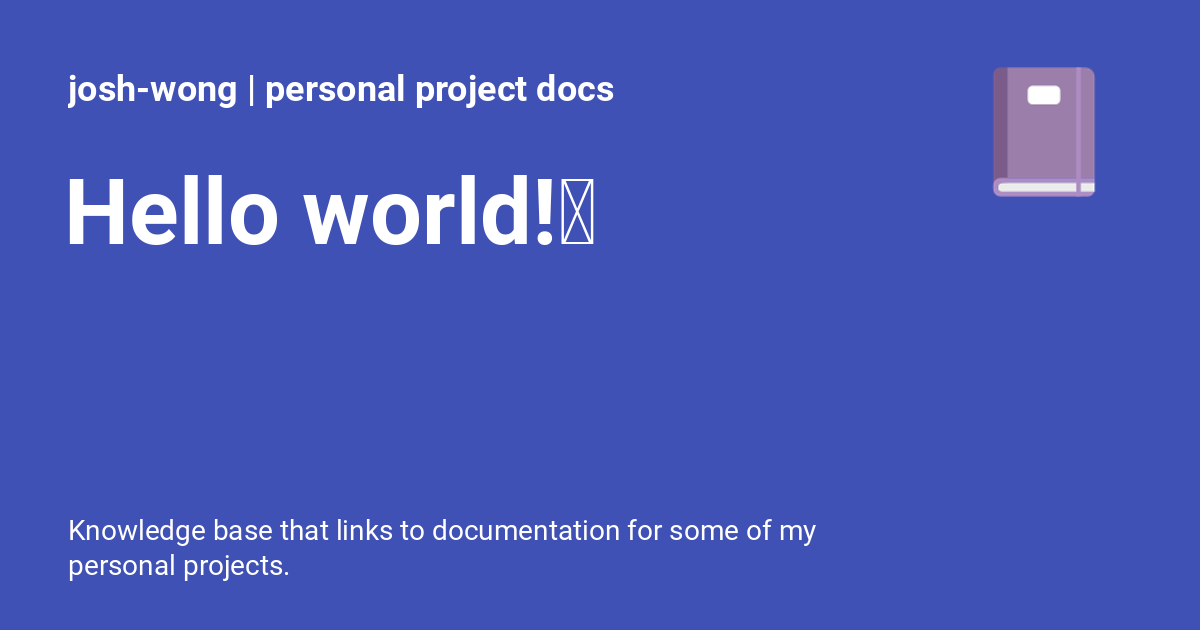 josh-wong | personal project docs
Hello world!
Knowledge base that links to documentation for some of my
personal projects.